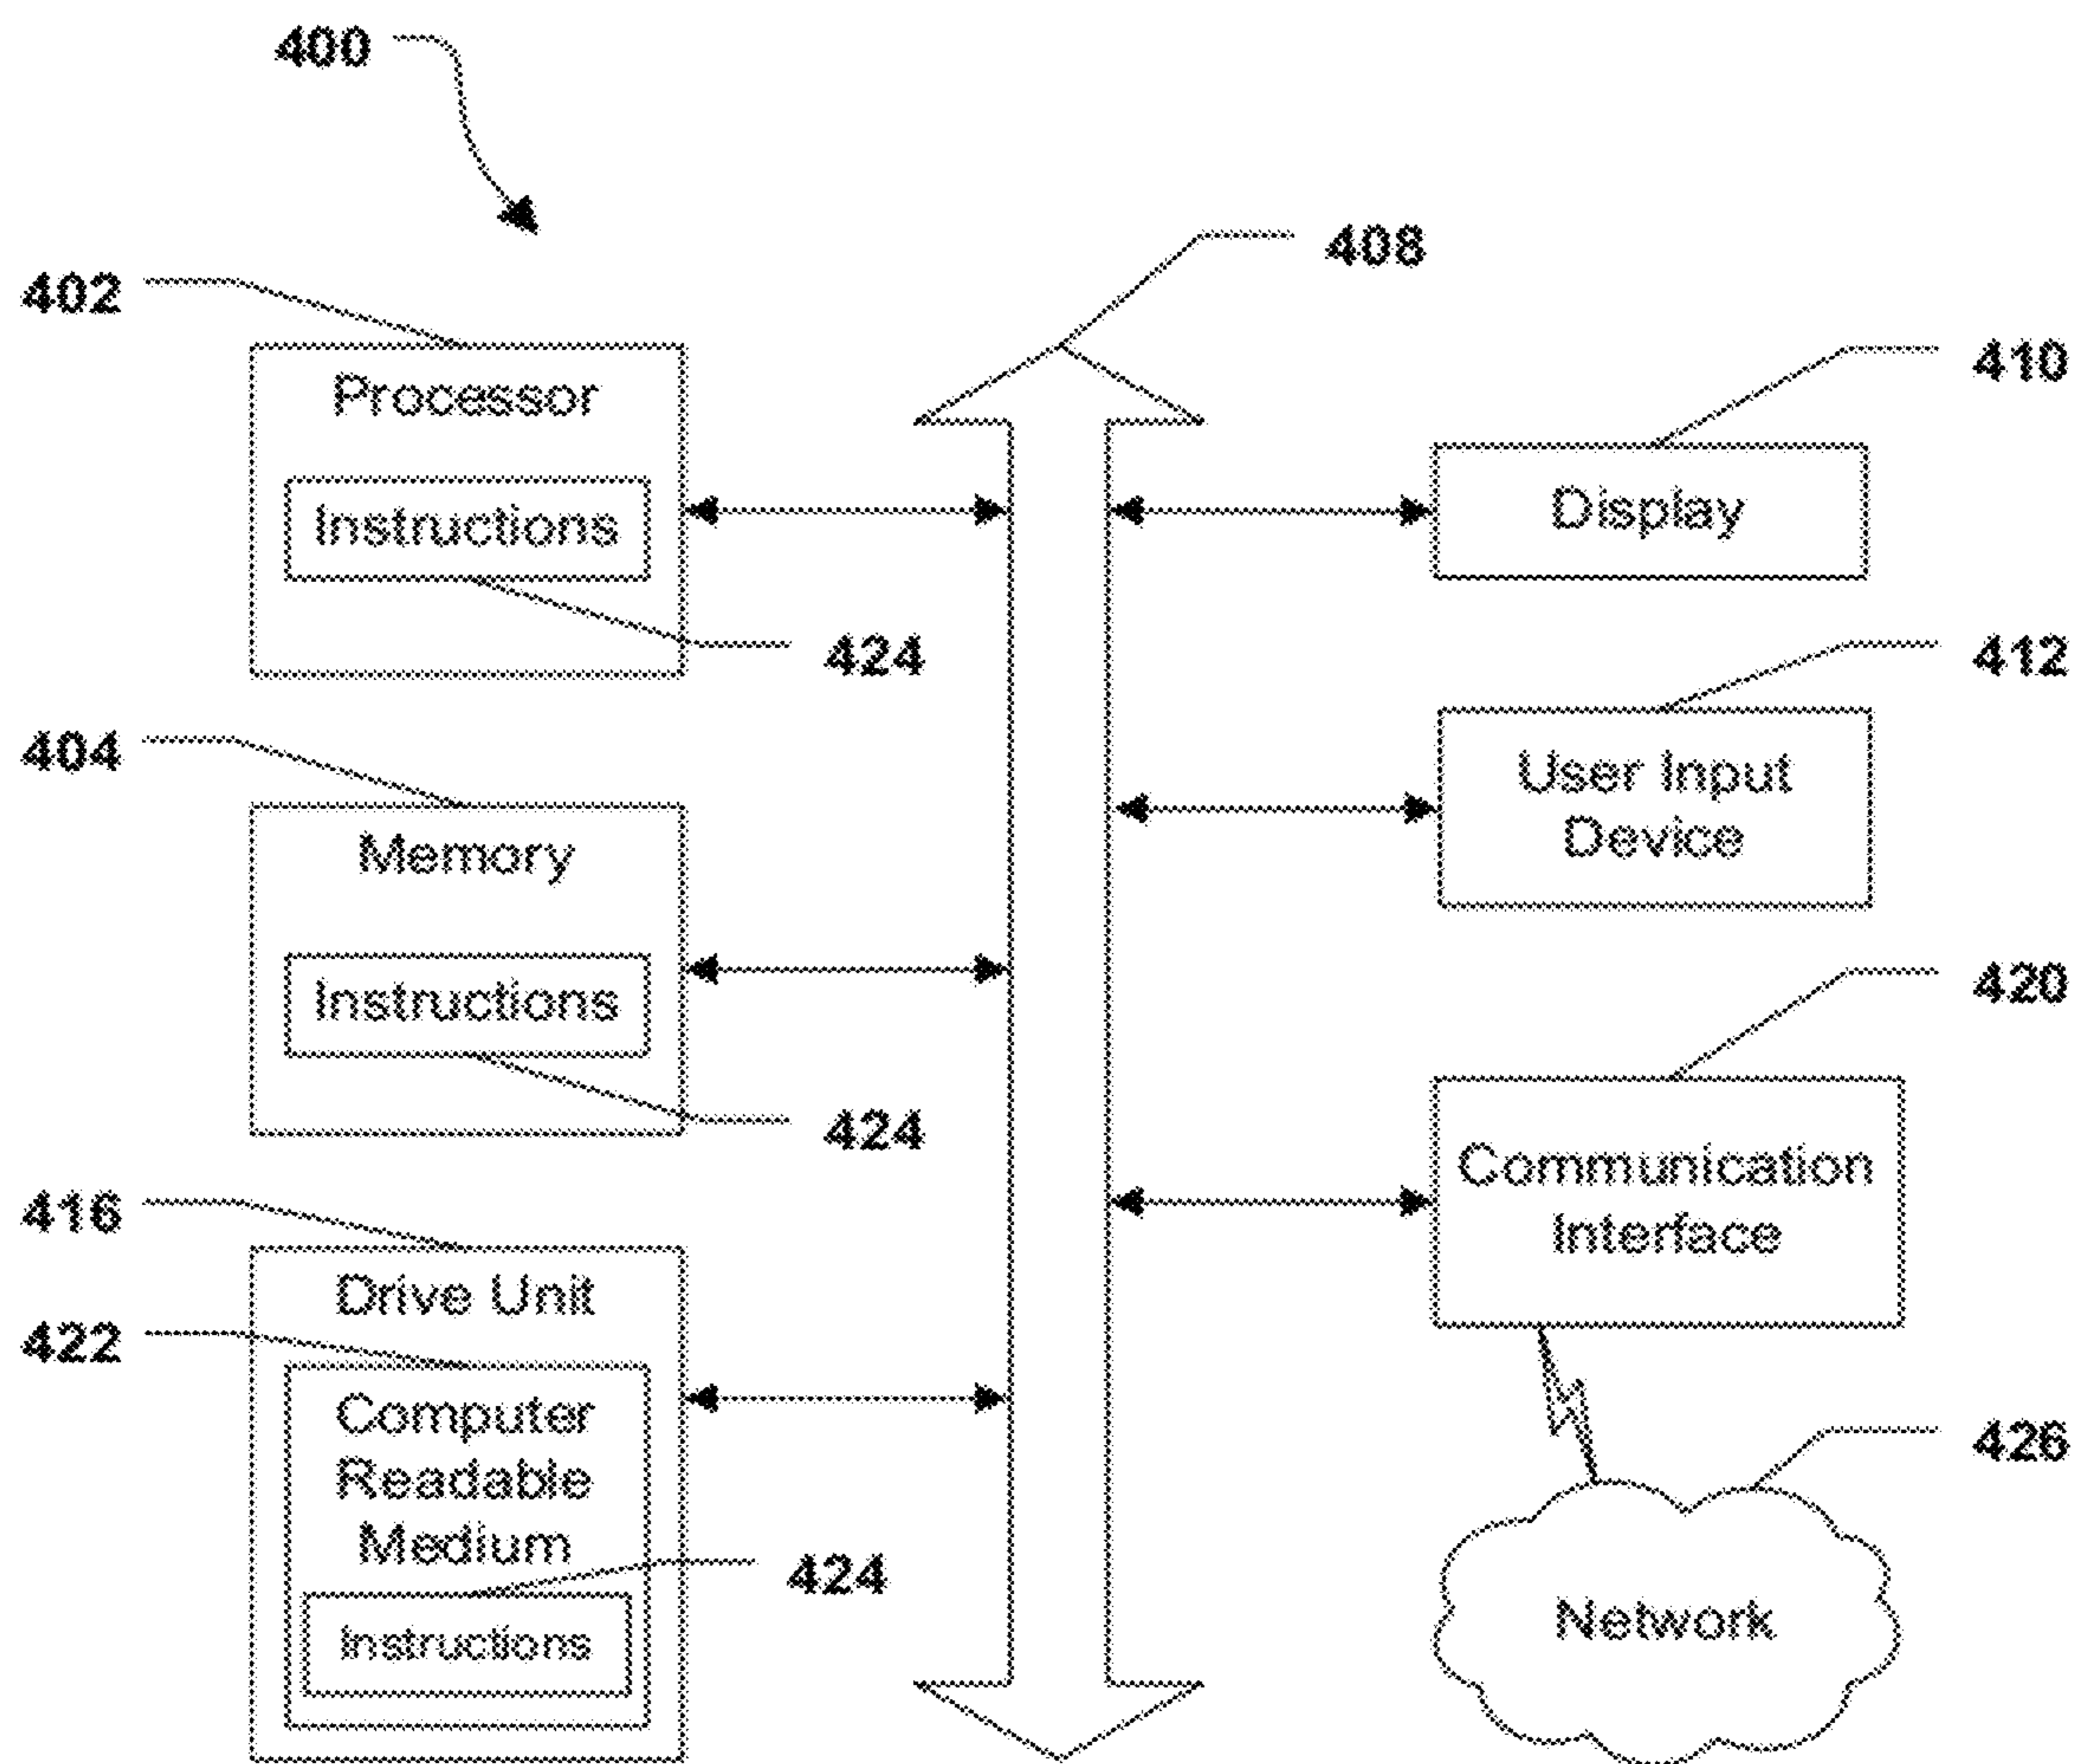 400
408
402
410
Processor
Display
Instructions
424
412
404
User Input
Device
Memory
420
Instructions
424
Communication
Interface
416
Drive Unit
422
Computer
Readable
Medium
426
424
Network
Instructions